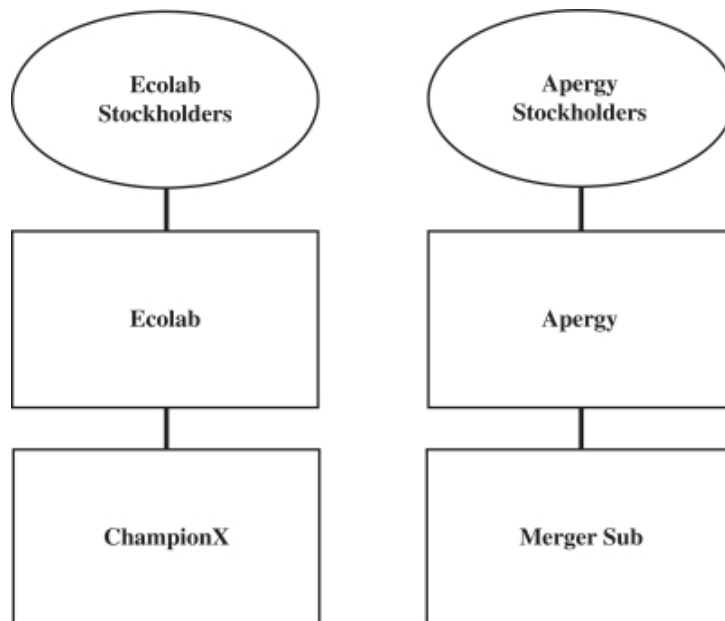 Ecolab
Stockholders
Apergy
Stockholders
Ecolab
Apergy
ChampionX
Merger Sub